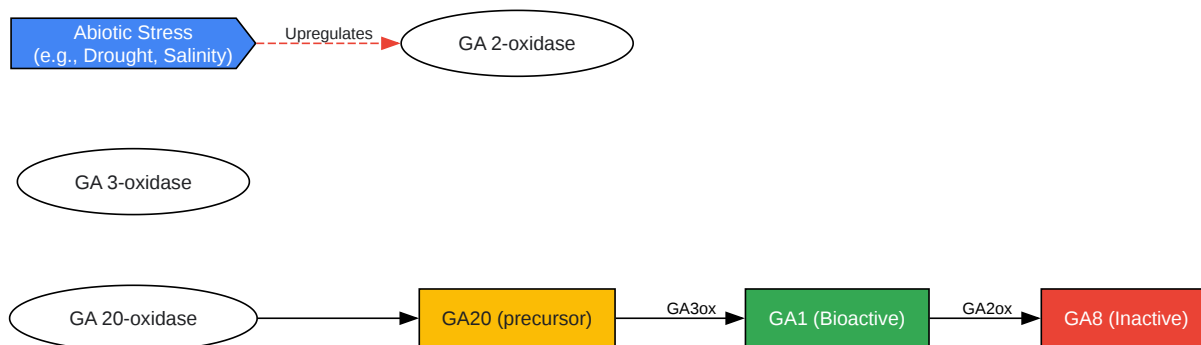 Abiotic Stress
(e.g., Drought, Salinity)
Upregulates
GA 2-oxidase
GA 3-oxidase
GA 20-oxidase
GA20 (precursor)
GA3ox
GA1 (Bioactive)
GA2ox
GA8 (Inactive)